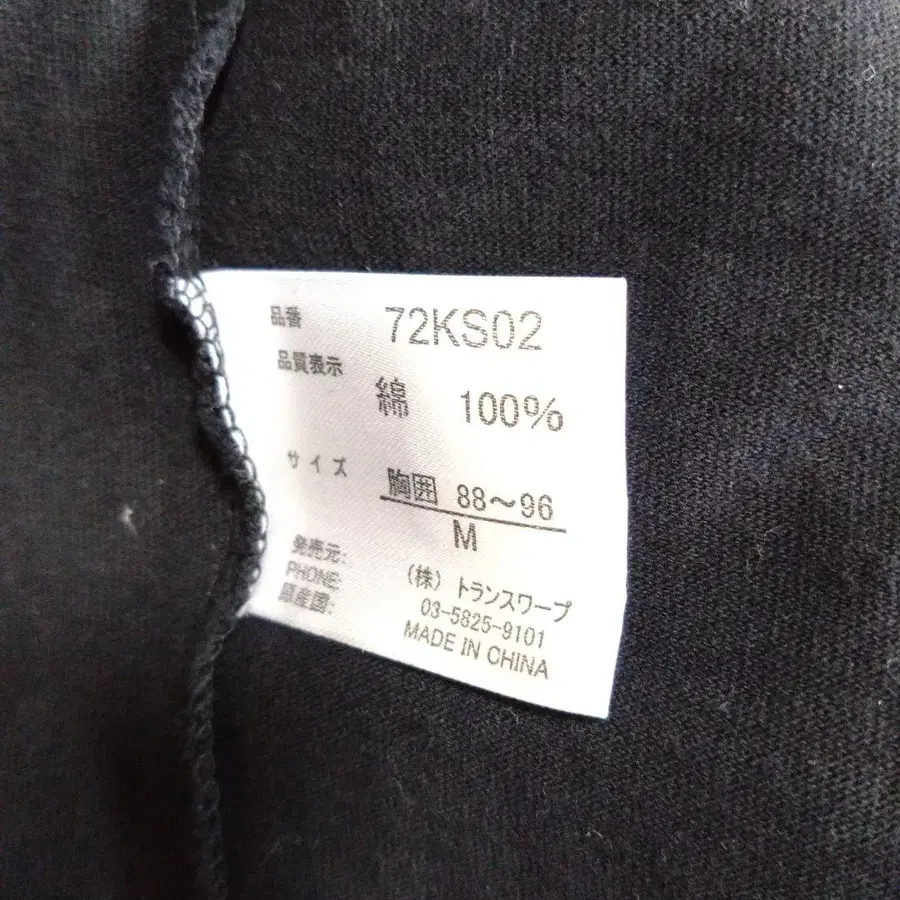 品番 72KS02
品質表示
綿 100%
サイズ 胸囲 88～96
M
発売元: (株) トランスワープ
PHONE: 03-5825-9101
原産国: MADE IN CHINA